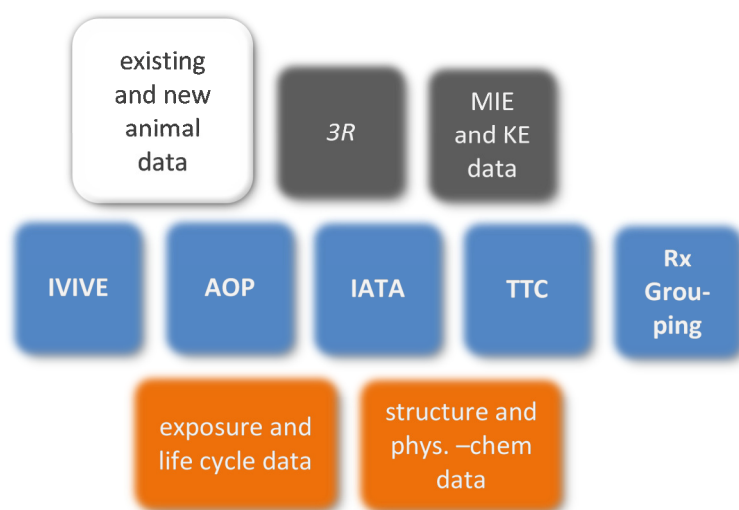 existing
and new
animal
data
3R
MIE
and KE
data
IVIVE
AOP
IATA
TTC
Rx
Grou-
ping
exposure and
life cycle data
structure and
phys. –chem
data